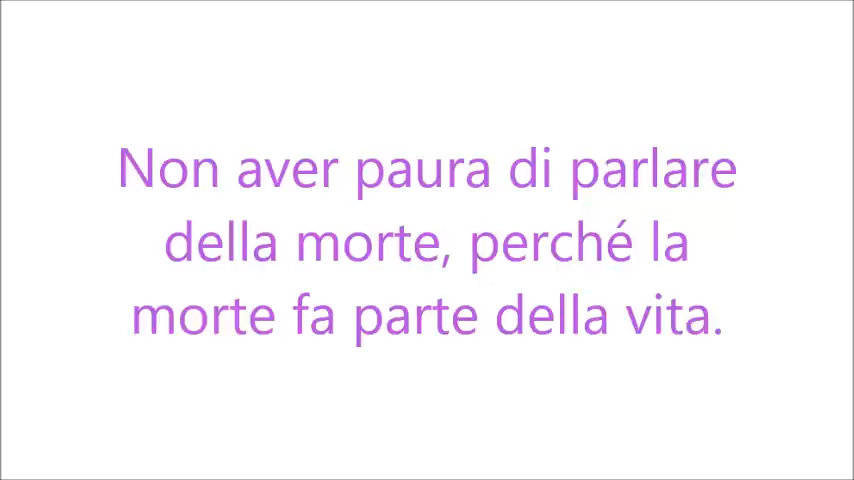 Non aver paura di parlare
della morte, perché la
morte fa parte della vita.